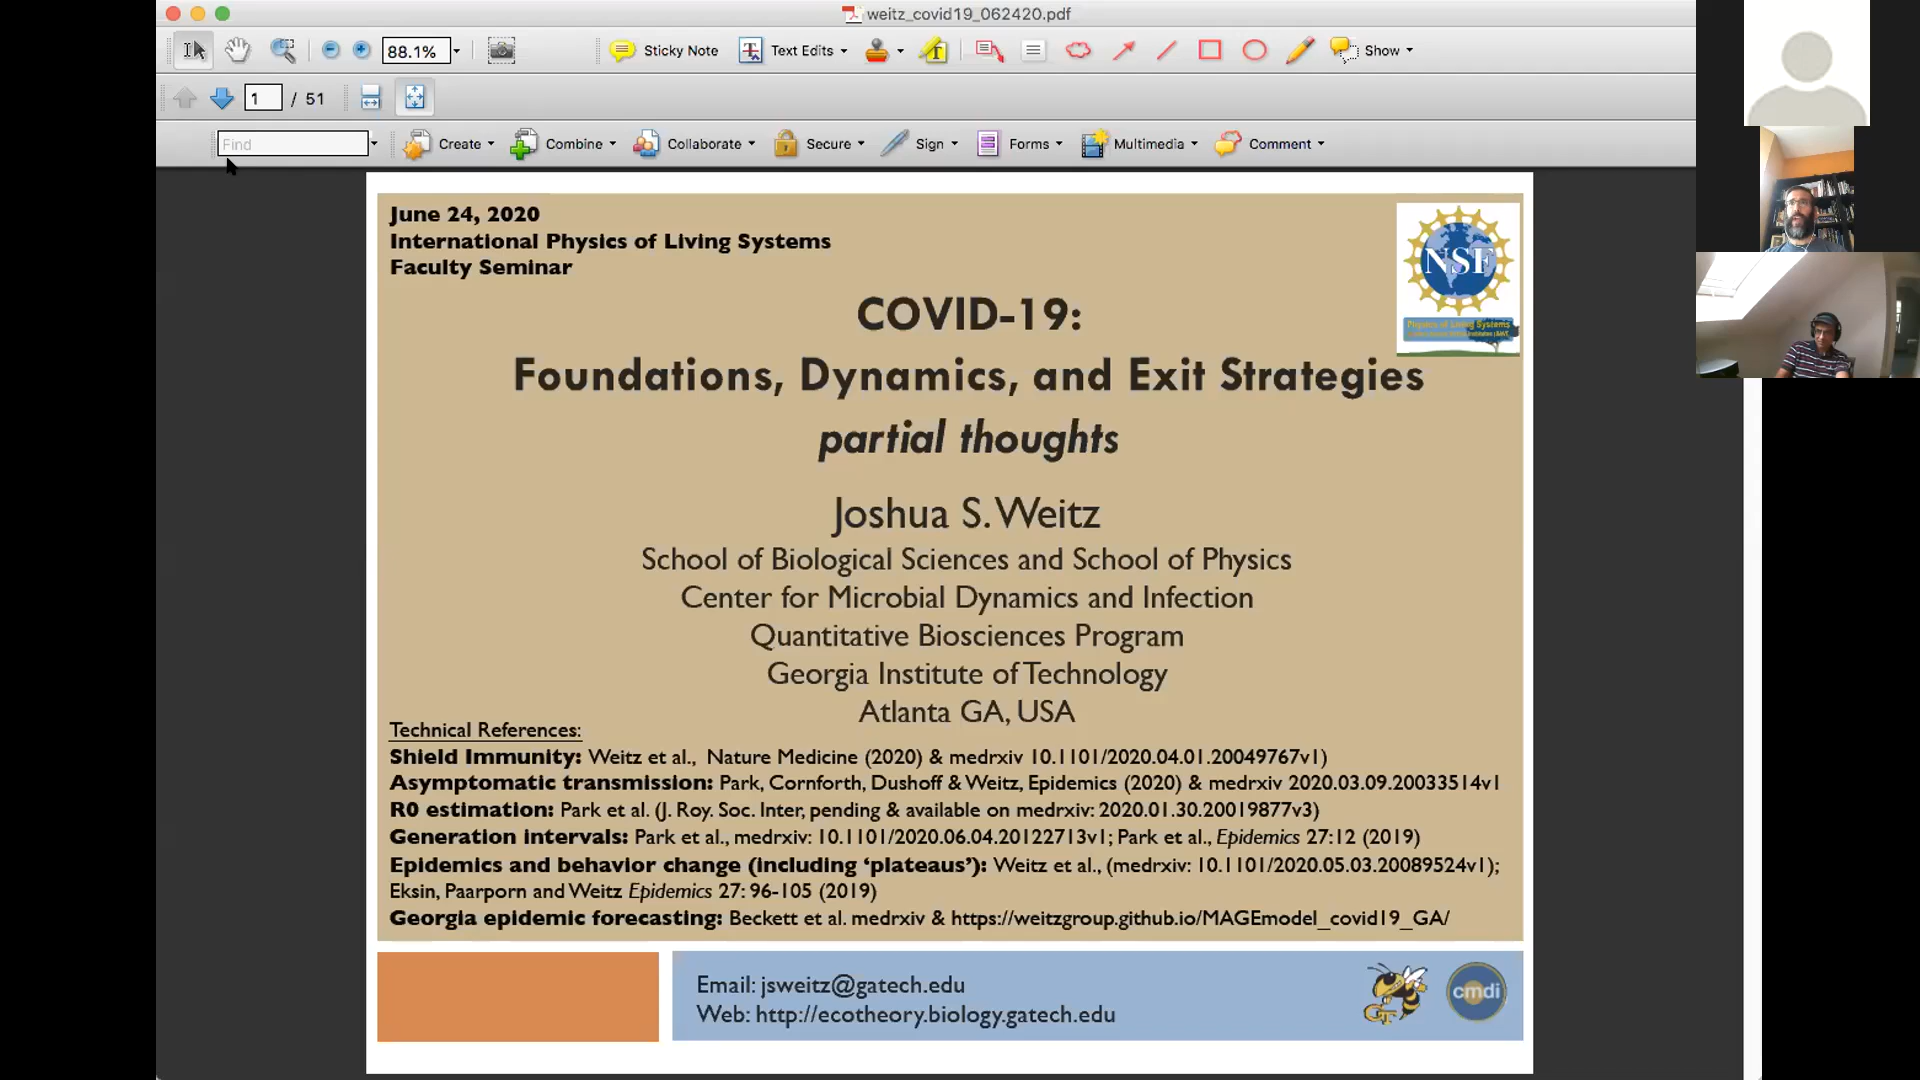 weitz_covid19_062420.pdf
88.1%
Sticky Note
Text Edits
Show
1 / 51
Find
Create
Combine
Collaborate
Secure
Sign
Forms
Multimedia
Comment
June 24, 2020
International Physics of Living Systems
Faculty Seminar
NSF
Physics of Living Systems
COVID-19:
Foundations, Dynamics, and Exit Strategies
partial thoughts
Joshua S. Weitz
School of Biological Sciences and School of Physics
Center for Microbial Dynamics and Infection
Quantitative Biosciences Program
Georgia Institute of Technology
Atlanta GA, USA
Technical References:
Shield Immunity: Weitz et al., Nature Medicine (2020) & medrxiv 10.1101/2020.04.01.20049767v1)
Asymptomatic transmission: Park, Cornforth, Dushoff & Weitz, Epidemics (2020) & medrxiv 2020.03.09.20033514v1
R0 estimation: Park et al. (J. Roy. Soc. Inter, pending & available on medrxiv: 2020.01.30.20019877v3)
Generation intervals: Park et al., medrxiv: 10.1101/2020.06.04.20122713v1; Park et al., Epidemics 27:12 (2019)
Epidemics and behavior change (including ‘plateaus’): Weitz et al., (medrxiv: 10.1101/2020.05.03.20089524v1);
Eksin, Paarporn and Weitz Epidemics 27: 96-105 (2019)
Georgia epidemic forecasting: Beckett et al. medrxiv & https://weitzgroup.github.io/MAGEmodel_covid19_GA/
Email: jsweitz@gatech.edu
Web: http://ecotheory.biology.gatech.edu
GT
cmdi